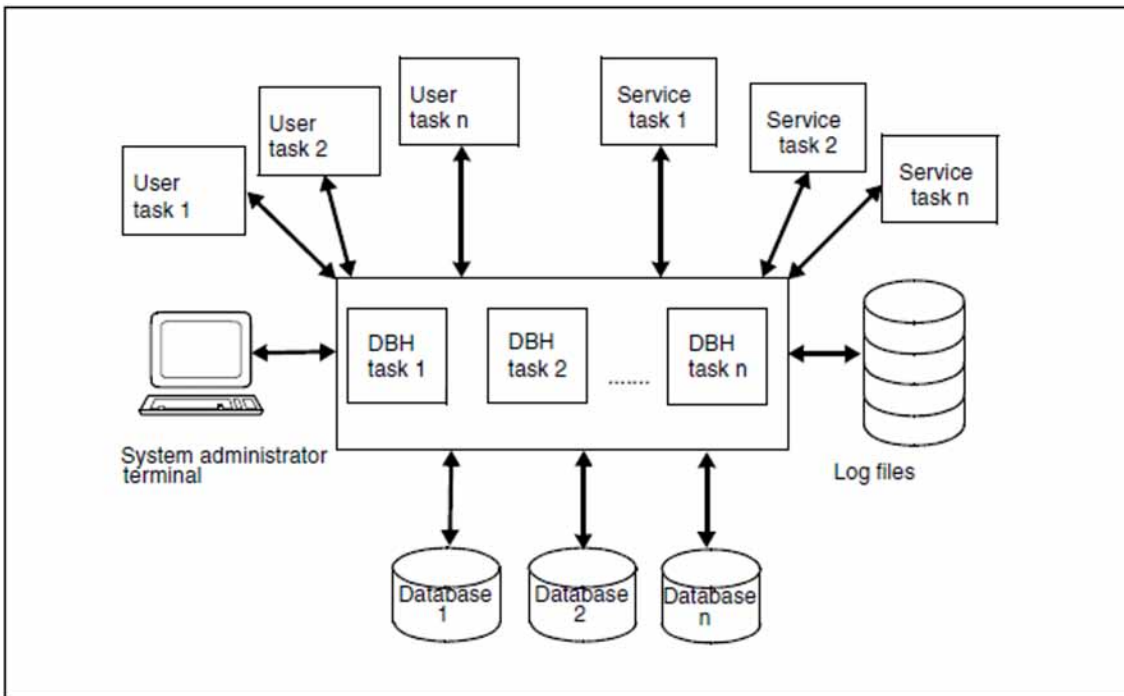 User
task n
Service
task 1
User
task 2
Service
task 2
User
task 1
Service
task n
DBH
task 1
DBH
task 2
.......
DBH
task n
System administrator
terminal
Log files
Database
1
Database
2
Database
n